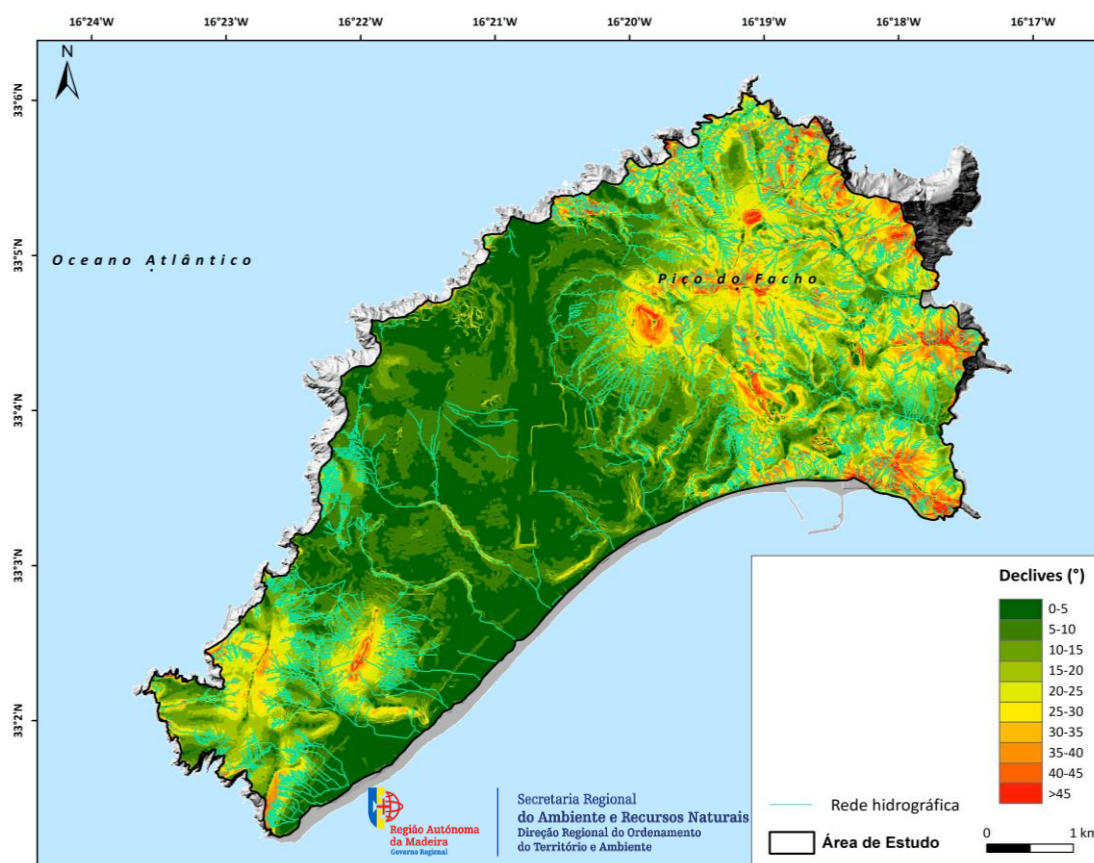 16°24'W 16°23'W 16°22'W 16°21'W 16°20'W 16°19'W 16°18'W 16°17'W
N
33°6'N
33°5'N
33°4'N
33°3'N
33°2'N
Oceano Atlântico
Pico do Facho
Declives (°)
0-5
5-10
10-15
15-20
20-25
25-30
30-35
35-40
40-45
>45
Rede hidrográfica
Área de Estudo
0 1 km
Região Autónoma
da Madeira
Governo Regional
Secretaria Regional
do Ambiente e Recursos Naturais
Direção Regional do Ordenamento
do Território e Ambiente